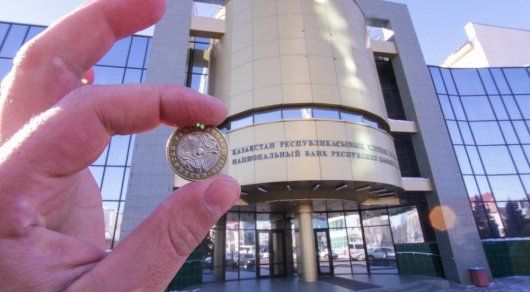 ҚАЗАҚСТАН РЕСПУБЛИКАСЫНЫҢ
НАЦИОНАЛЬНЫЙ БАНК РЕСПУБЛИКИ